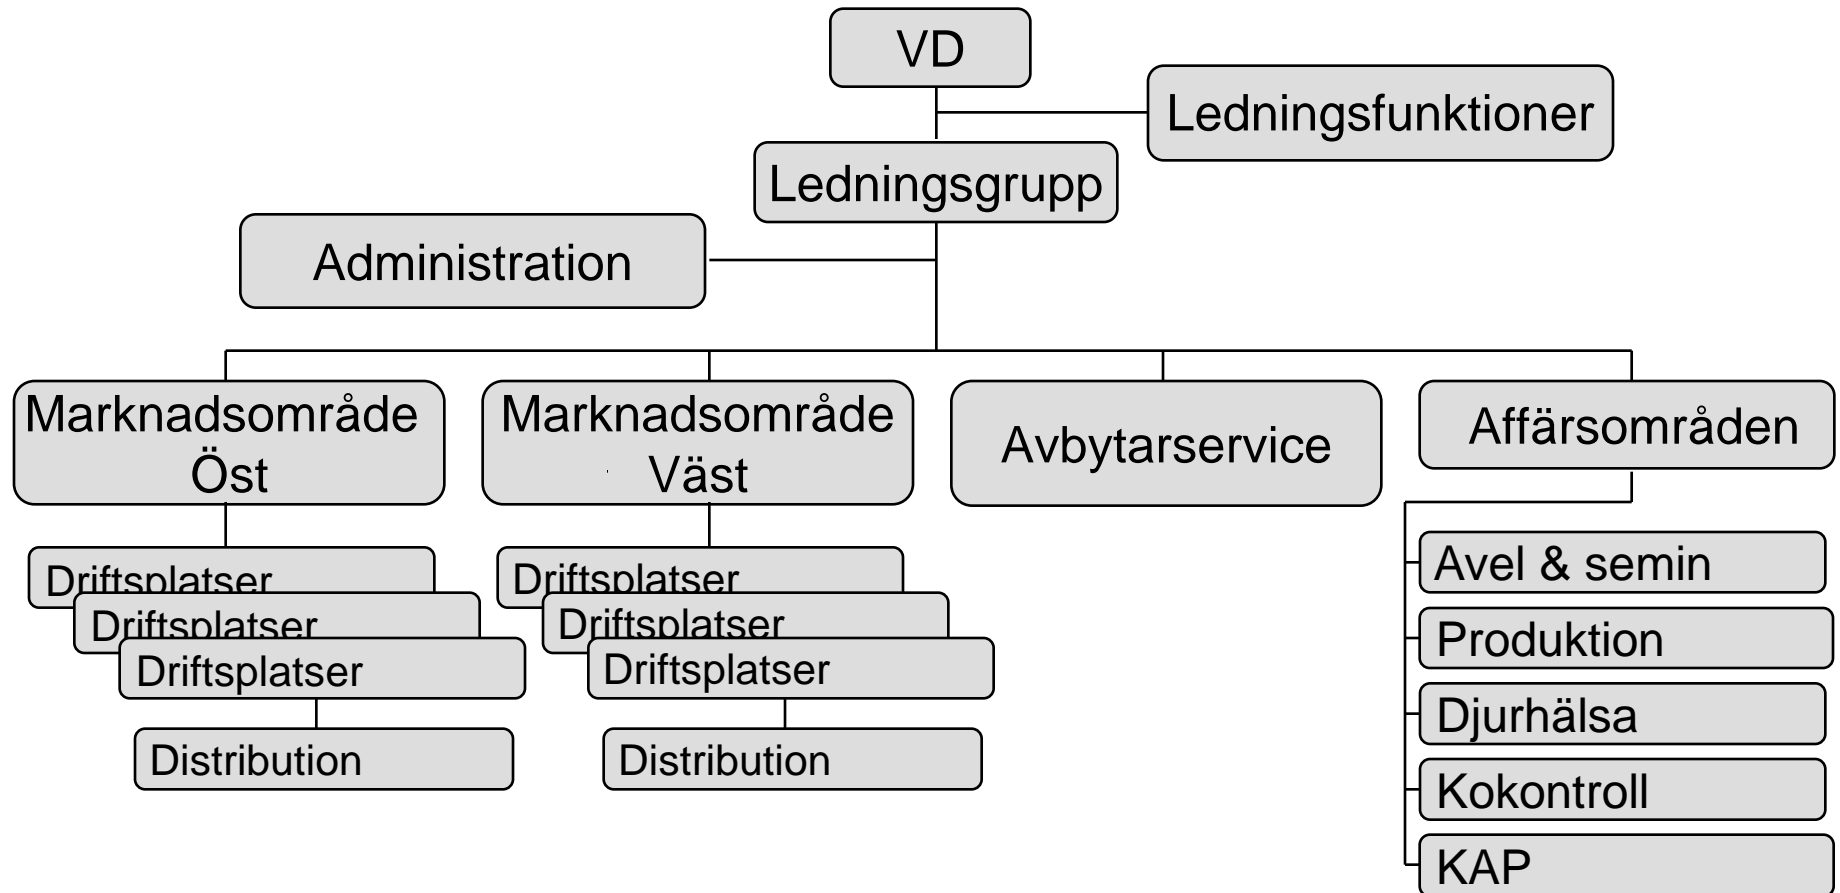 VD
Ledningsfunktioner
Ledningsgrupp
Administration
Marknadsområde
Öst
Marknadsområde
Väst
Avbytarservice
Affärsområden
Driftsplatser
Driftsplatser
Driftsplatser
Distribution
Driftsplatser
Driftsplatser
Driftsplatser
Distribution
Avel & semin
Produktion
Djurhälsa
Kokontroll
KAP